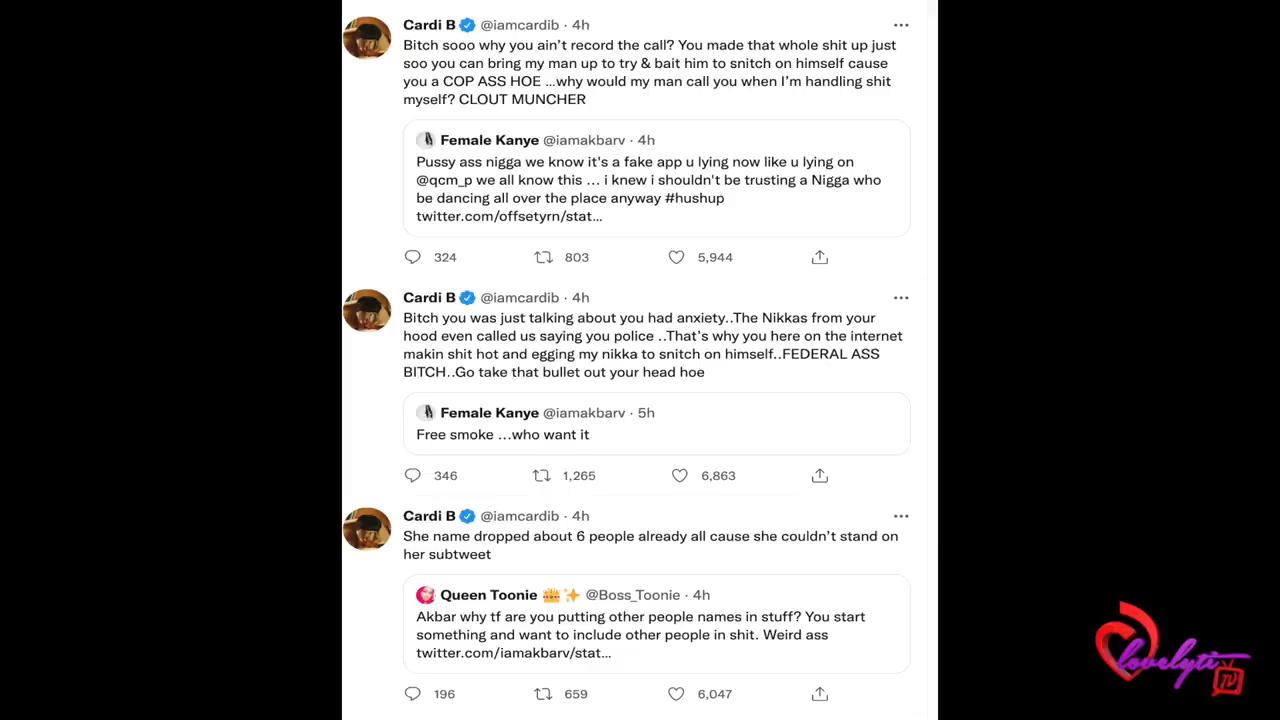 Cardi B @iamcardib · 4h
Bitch sooo why you ain't record the call? You made that whole shit up just
soo you can bring my man up to try & bait him to snitch on himself cause
you a COP ASS HOE ...why would my man call you when I'm handling shit
myself? CLOUT MUNCHER
Female Kanye @iamakbarv · 4h
Pussy ass nigga we know it's a fake app u lying now like u lying on
@qcm_p we all know this ... i knew i shouldn't be trusting a Nigga who
be dancing all over the place anyway #hushup
twitter.com/offsetyrn/stat...
324 803 5,944
Cardi B @iamcardib · 4h
Bitch you was just talking about you had anxiety..The Nikkas from your
hood even called us saying you police ..That's why you here on the internet
makin shit hot and egging my nikka to snitch on himself..FEDERAL ASS
BITCH..Go take that bullet out your head hoe
Female Kanye @iamakbarv · 5h
Free smoke ...who want it
346 1,265 6,863
Cardi B @iamcardib · 4h
She name dropped about 6 people already all cause she couldn't stand on
her subtweet
Queen Toonie 👑✨ @Boss_Toonie · 4h
Akbar why tf are you putting other people names in stuff? You start
something and want to include other people in shit. Weird ass
twitter.com/iamakbarv/stat...
196 659 6,047
lovelyti
TV